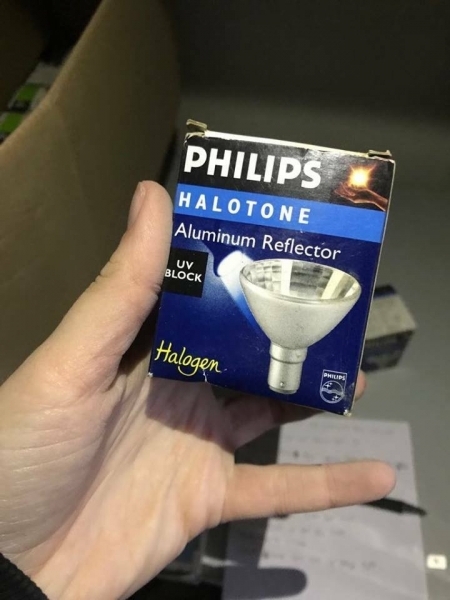 PHILIPS
HALOTONE
Aluminum Reflector
UV
BLOCK
Halogen
PHILIPS